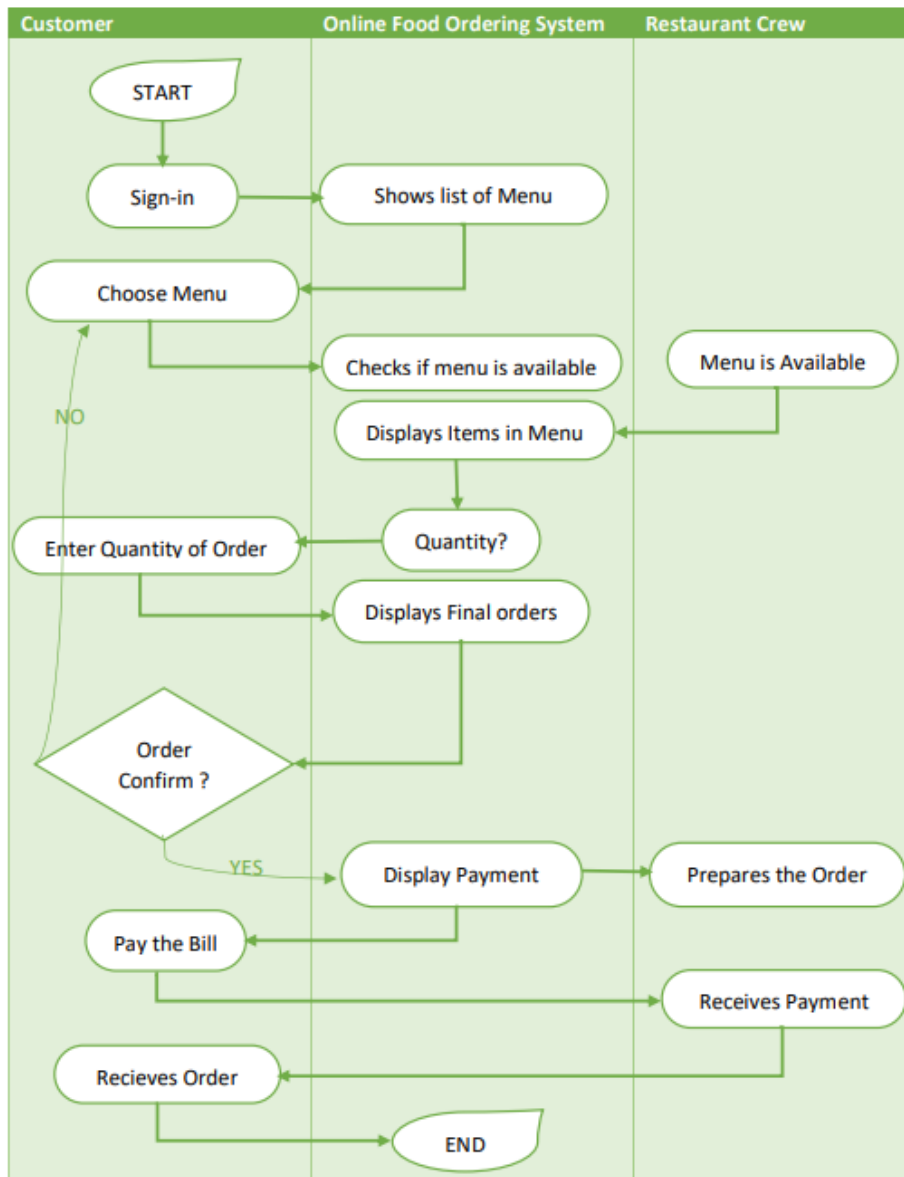 Customer
Online Food Ordering System
Restaurant Crew
START
Sign-in
Shows list of Menu
Choose Menu
Checks if menu is available
Menu is Available
NO
Displays Items in Menu
Quantity?
Enter Quantity of Order
Displays Final orders
Order
Confirm ?
YES
Display Payment
Prepares the Order
Pay the Bill
Receives Payment
Recieves Order
END